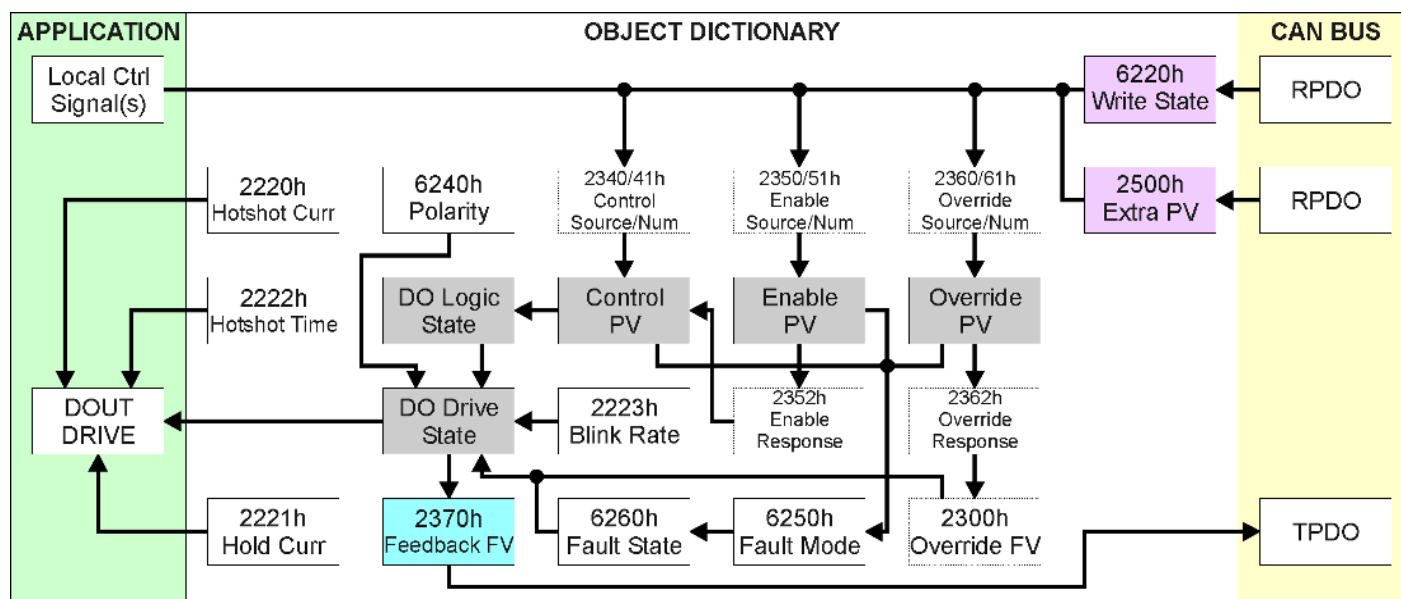 APPLICATION
OBJECT DICTIONARY
CAN BUS
Local Ctrl
Signal(s)
6220h
Write State
RPDO
2220h
Hotshot Curr
6240h
Polarity
2340/41h
Control
Source/Num
2350/51h
Enable
Source/Num
2360/61h
Override
Source/Num
2500h
Extra PV
RPDO
2222h
Hotshot Time
DO Logic
State
Control
PV
Enable
PV
Override
PV
DOUT
DRIVE
DO Drive
State
2223h
Blink Rate
2352h
Enable
Response
2362h
Override
Response
2221h
Hold Curr
2370h
Feedback FV
6260h
Fault State
6250h
Fault Mode
2300h
Override FV
TPDO